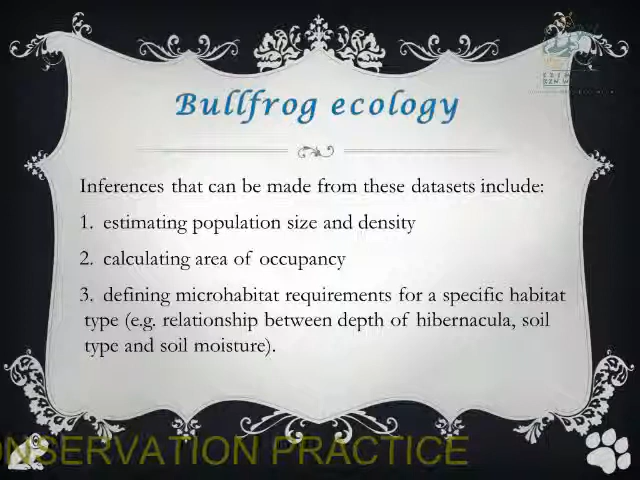 Bullfrog ecology
Inferences that can be made from these datasets include:
1. estimating population size and density
2. calculating area of occupancy
3. defining microhabitat requirements for a specific habitat
type (e.g. relationship between depth of hibernacula, soil
type and soil moisture).
CONSERVATION PRACTICE